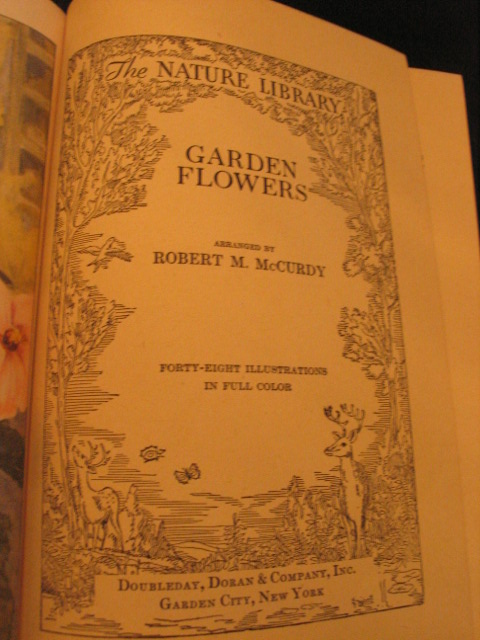 The NATURE LIBRARY
GARDEN
FLOWERS
ARRANGED BY
ROBERT M. McCURDY
FORTY-EIGHT ILLUSTRATIONS
IN FULL COLOR
DOUBLEDAY, DORAN & COMPANY, INC.
GARDEN CITY, NEW YORK